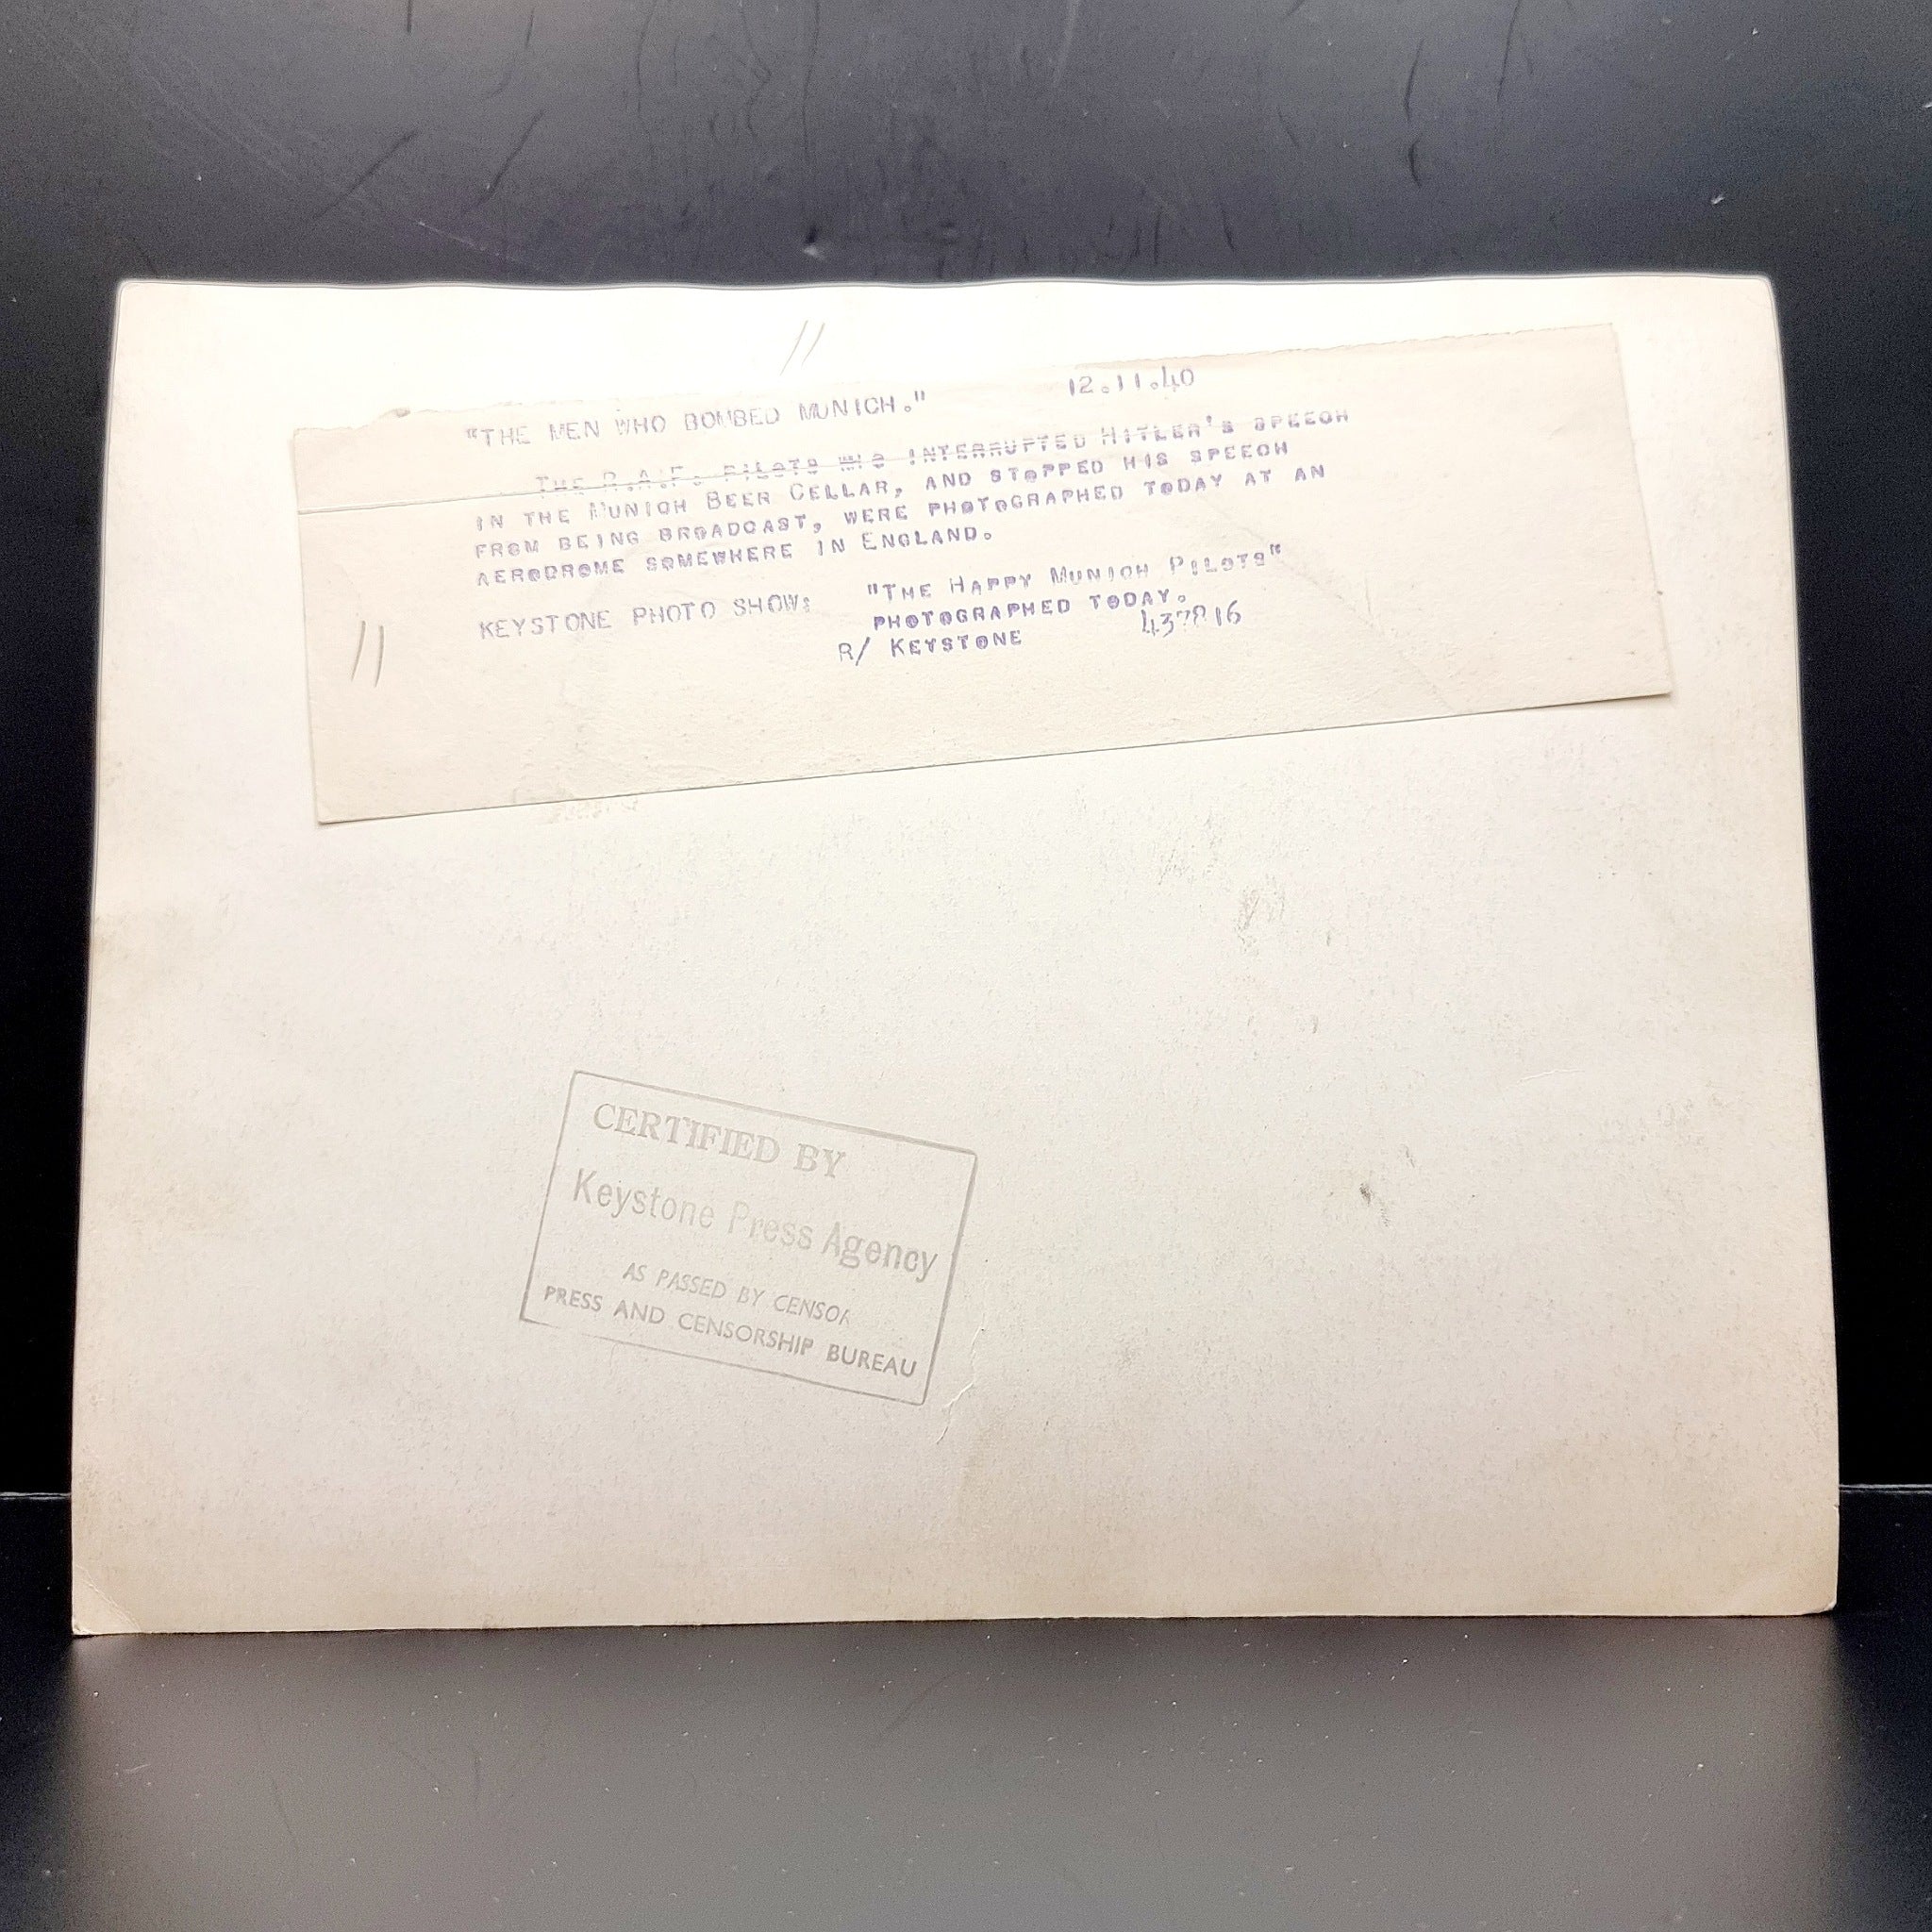 "THE MEN WHO BOMBED MUNICH." 12.11.40
THE R.A.F. PILOTS WHO INTERRUPTED HITLER'S SPEECH
IN THE MUNICH BEER CELLAR, AND STOPPED HIS SPEECH
FROM BEING BROADCAST, WERE PHOTOGRAPHED TODAY AT AN
AERODROME SOMEWHERE IN ENGLAND.
KEYSTONE PHOTO SHOWS "THE HAPPY MUNICH PILOTS"
PHOTOGRAPHED TODAY.
R/ KEYSTONE
CERTIFIED BY
Keystone Press Agency
AS PASSED BY CENSOR
PRESS AND CENSORSHIP BUREAU